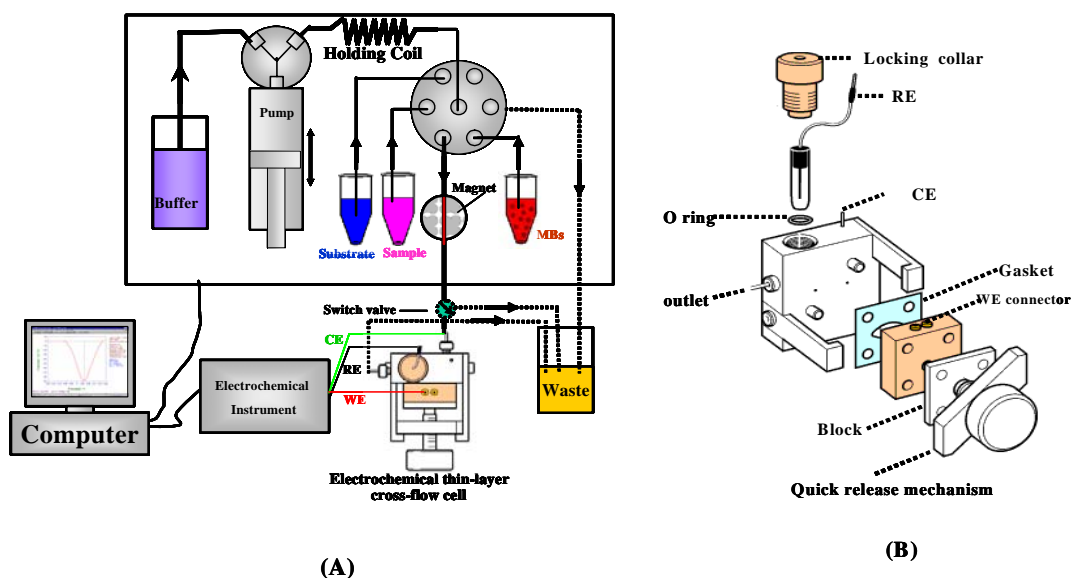 Holding Coil
Pump
Buffer
Magnet
Substrate
Sample
MBs
Switch valve
CE
RE
WE
Electrochemical
Instrument
Waste
Computer
Electrochemical thin-layer
cross-flow cell
(A)
Locking collar
RE
CE
O ring
Gasket
outlet
WE connector
Block
Quick release mechanism
(B)